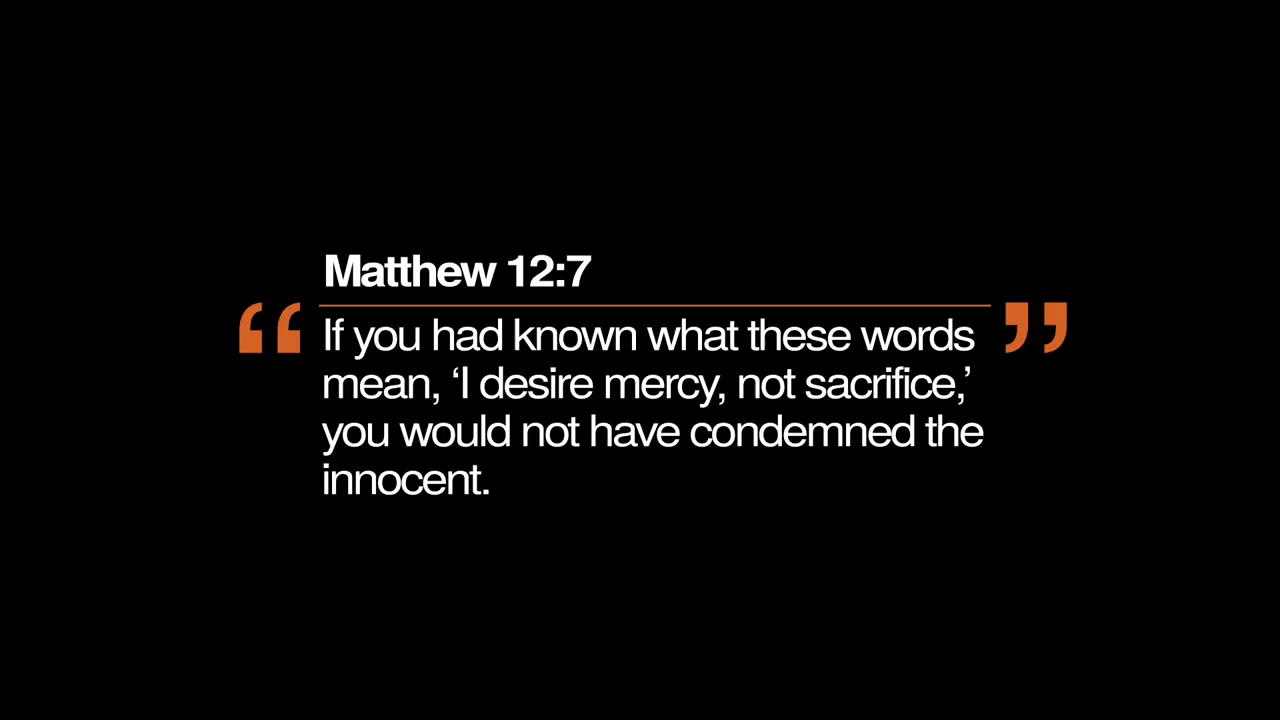 Matthew 12:7
“If you had known what these words”
mean, ‘I desire mercy, not sacrifice,’
you would not have condemned the
innocent.